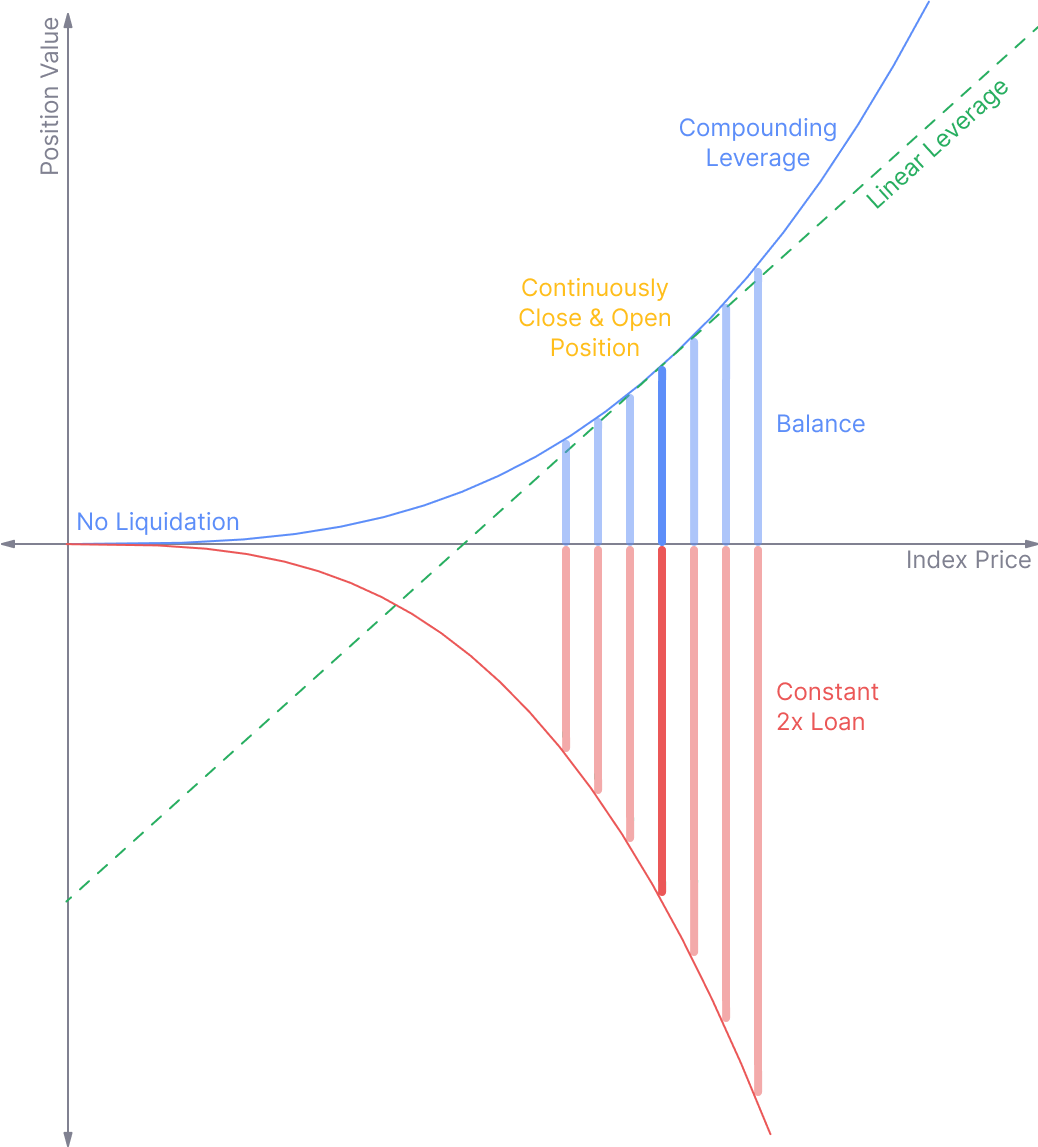 Position Value
Compounding
Leverage
Linear Leverage
Continuously
Close & Open
Position
Balance
No Liquidation
Index Price
Constant
2x Loan